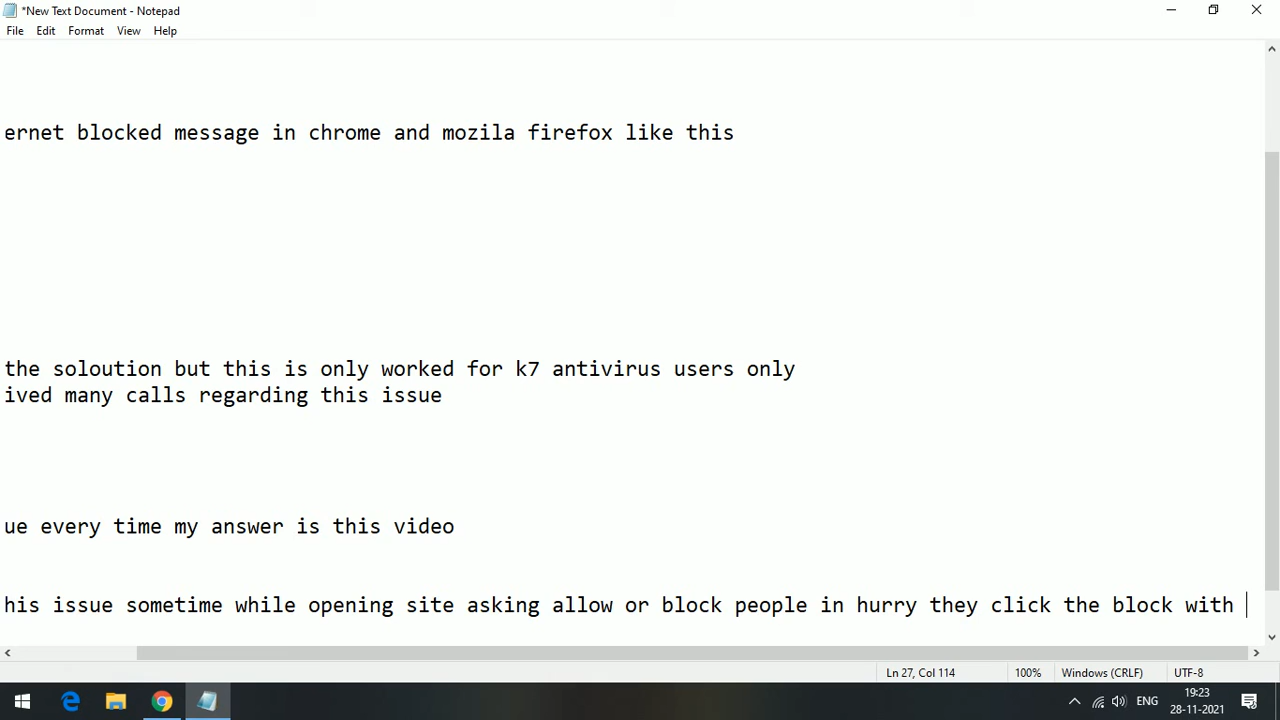 *New Text Document - Notepad
File Edit Format View Help
ernet blocked message in chrome and mozila firefox like this
the soloution but this is only worked for k7 antivirus users only
ived many calls regarding this issue
ue every time my answer is this video
his issue sometime while opening site asking allow or block people in hurry they click the block with
Ln 27, Col 114 100% Windows (CRLF) UTF-8
ENG 19:23
28-11-2021